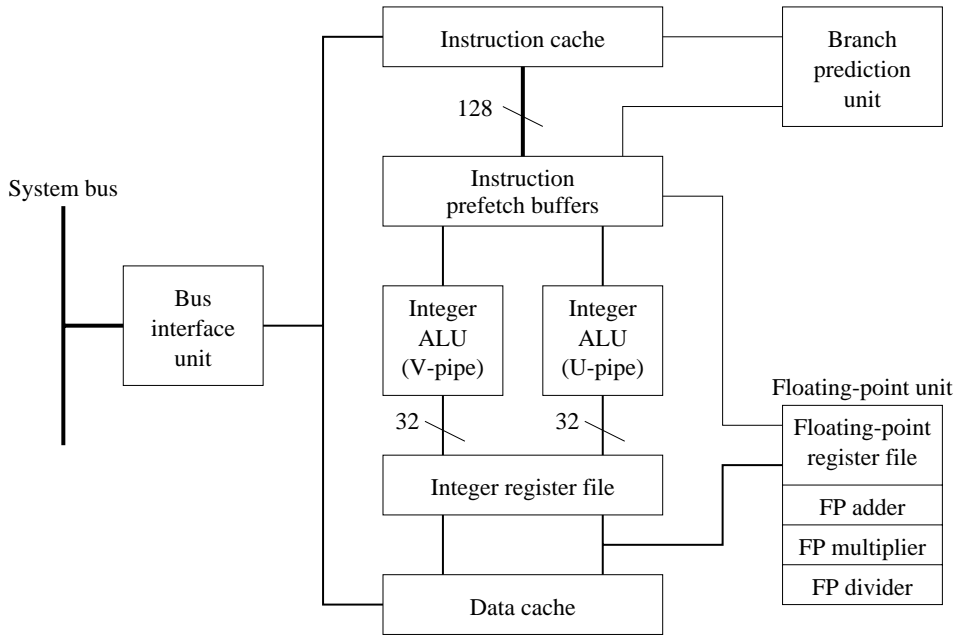 Instruction cache
Branch
prediction
unit
128
Instruction
prefetch buffers
System bus
Bus
interface
unit
Integer
ALU
(V-pipe)
Integer
ALU
(U-pipe)
32
32
Floating-point unit
Floating-point
register file
Integer register file
FP adder
FP multiplier
FP divider
Data cache